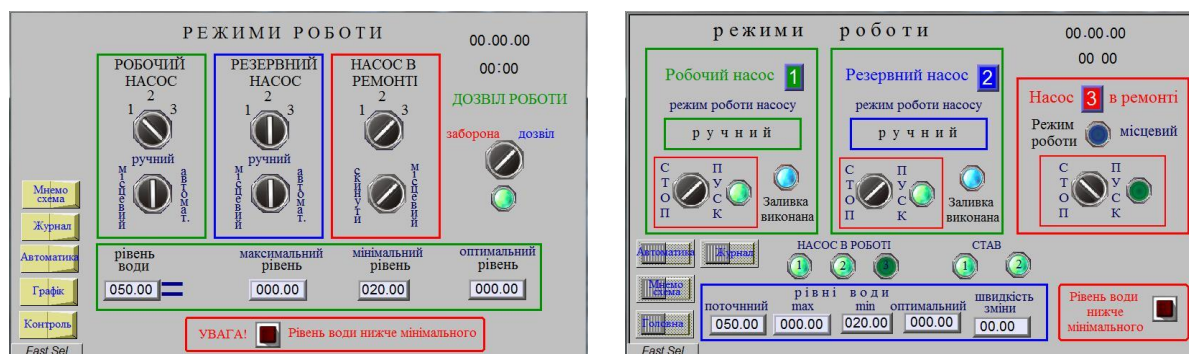 РЕЖИМИ РОБОТИ
00.00.00
00:00
РОБОЧИЙ
НАСОС
2
1 3
РЕЗЕРВНИЙ
НАСОС
2
1 3
НАСОС В
РЕМОНТІ
2
1 3
ДОЗВІЛ РОБОТИ
заборона дозвіл
ручний
місцевий
автомат.
ручний
місцевий
автомат.
скинути
місцевий
Мнемо
схема
Журнал
Автоматика
Графік
Контроль
рівень
води
050.00
максимальний
рівень
000.00
мінімальний
рівень
020.00
оптимальний
рівень
000.00
УВАГА! Рівень води нижче мінімального
Fast Sel
режими роботи
00.00.00
00 00
Робочий насос 1
режим роботи насосу
ручний
СТОП
ПУСК
Заливка
виконана
Резервний насос 2
режим роботи насосу
ручний
СТОП
ПУСК
Заливка
виконана
Насос 3 в ремонті
Режим
роботи
місцевий
СТОП
ПУСК
Автоматика
Журнал
Мнемо
схема
Головна
НАСОС В РОБОТІ
1 2 3
СТАВ
1 2
рівні води
поточнний max min оптимальний
швидкість
зміни
050.00 000.00 020.00 000.00 00.00
Рівень води
нижче
мінімального
Fast Sel